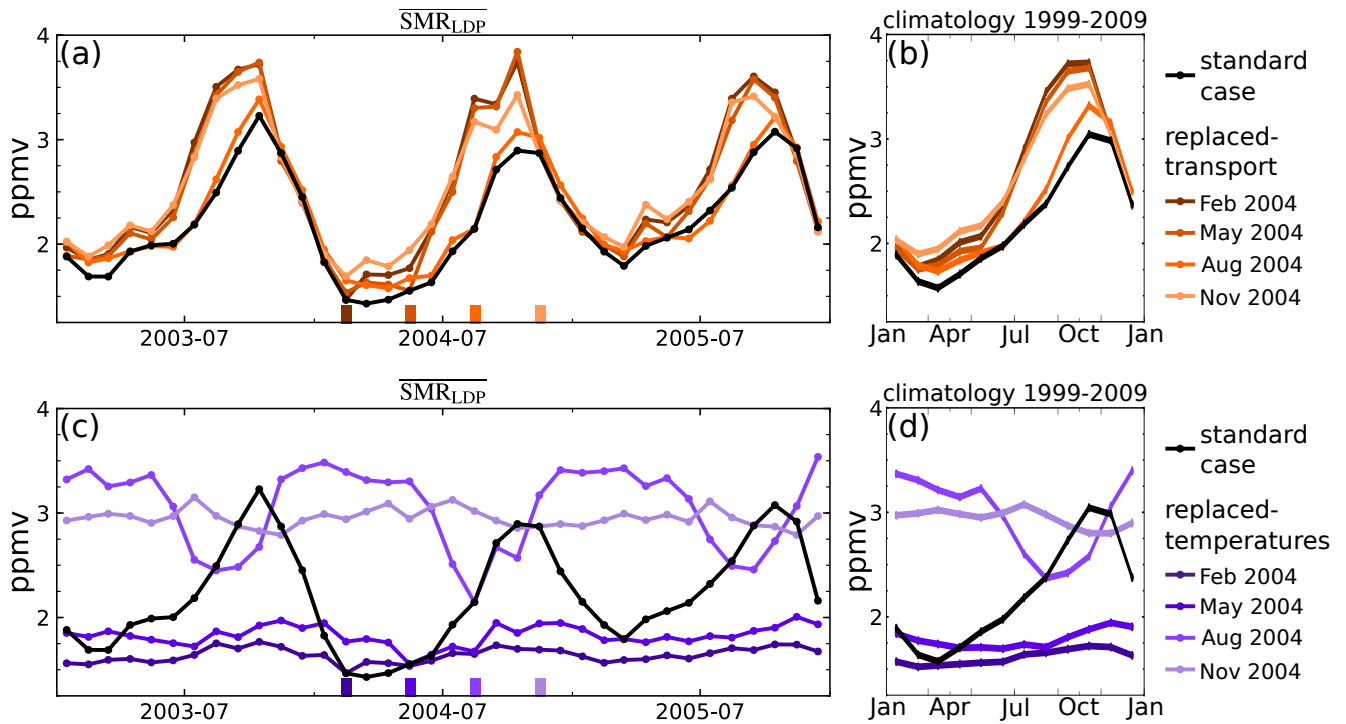 SMR_LDP
climatology 1999-2009
(a)
(b)
ppmv
4
3
2
2003-07
2004-07
2005-07
ppmv
4
3
2
Jan
Apr
Jul
Oct
Jan
standard
case
replaced-
transport
Feb 2004
May 2004
Aug 2004
Nov 2004
SMR_LDP
climatology 1999-2009
(c)
(d)
ppmv
4
3
2
2003-07
2004-07
2005-07
ppmv
4
3
2
Jan
Apr
Jul
Oct
Jan
standard
case
replaced-
temperatures
Feb 2004
May 2004
Aug 2004
Nov 2004